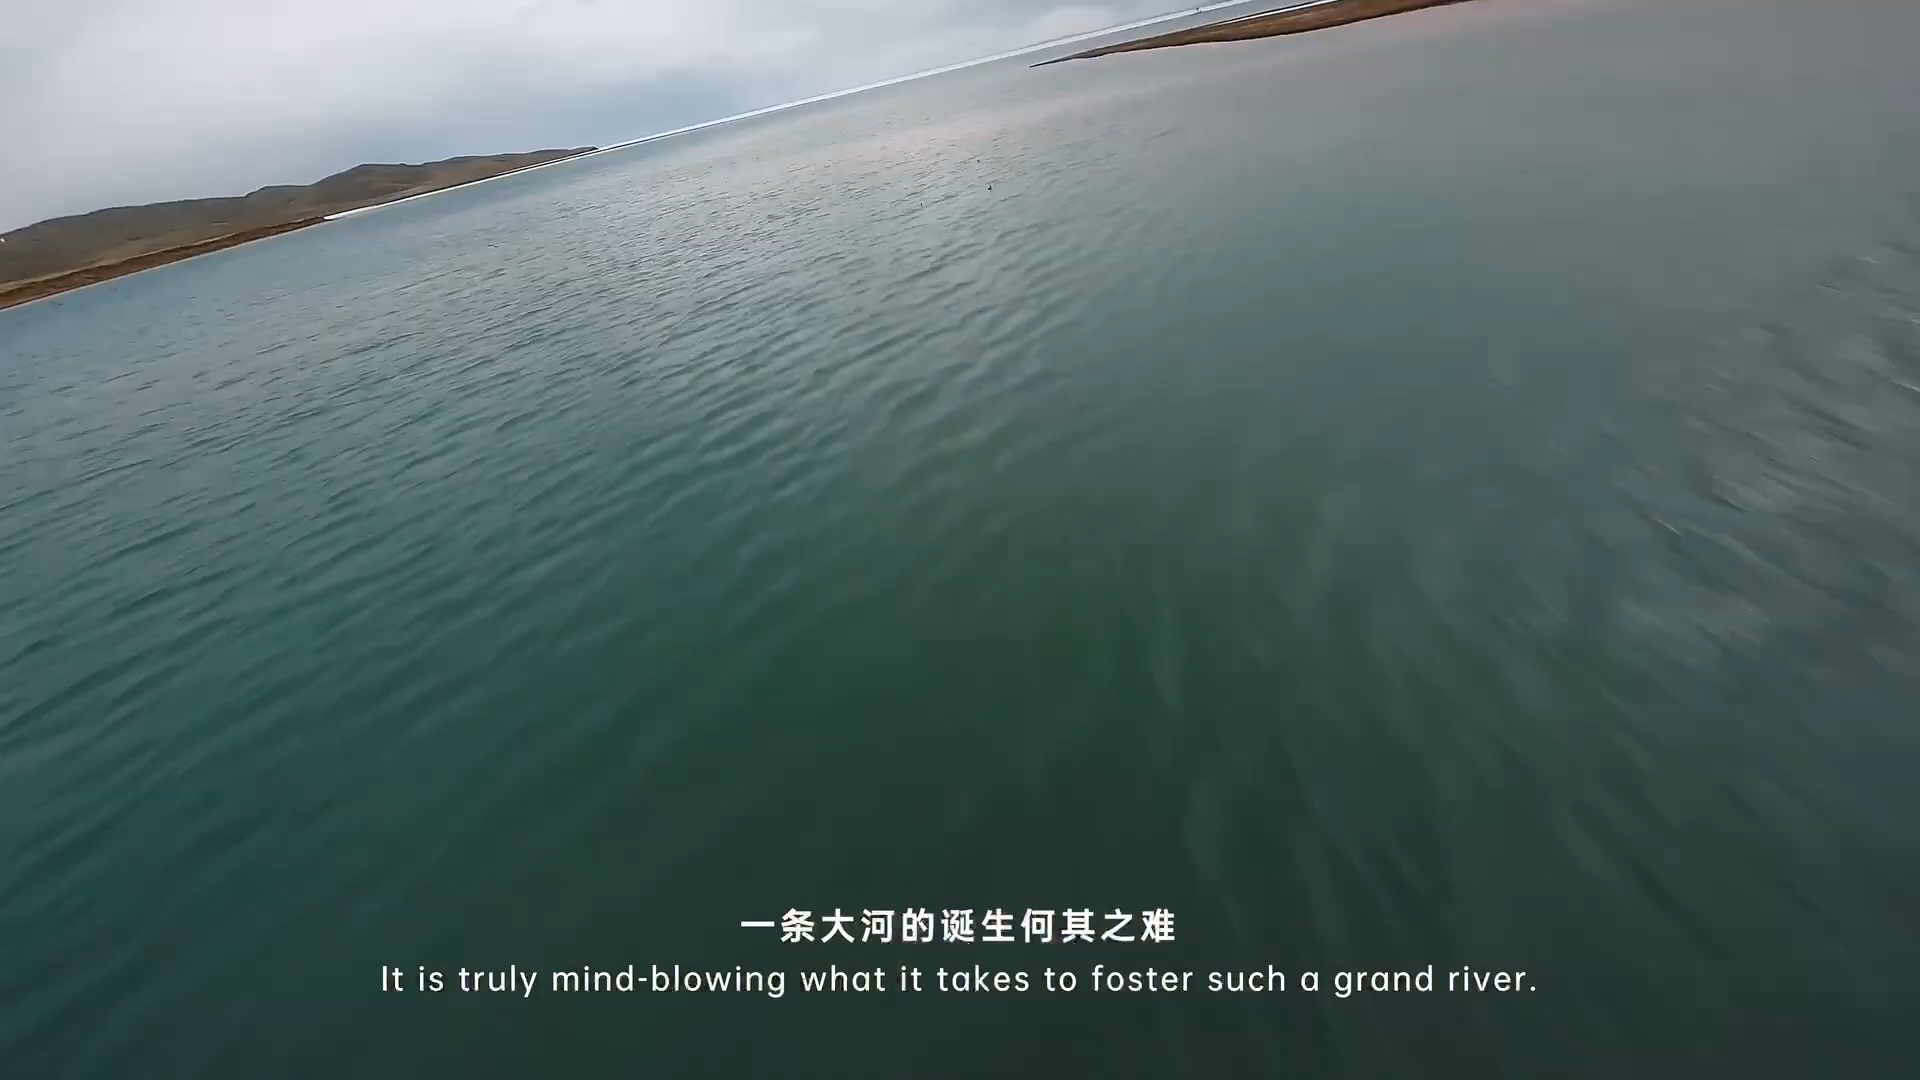 一条大河的诞生何其之难
It is truly mind-blowing what it takes to foster such a grand river.